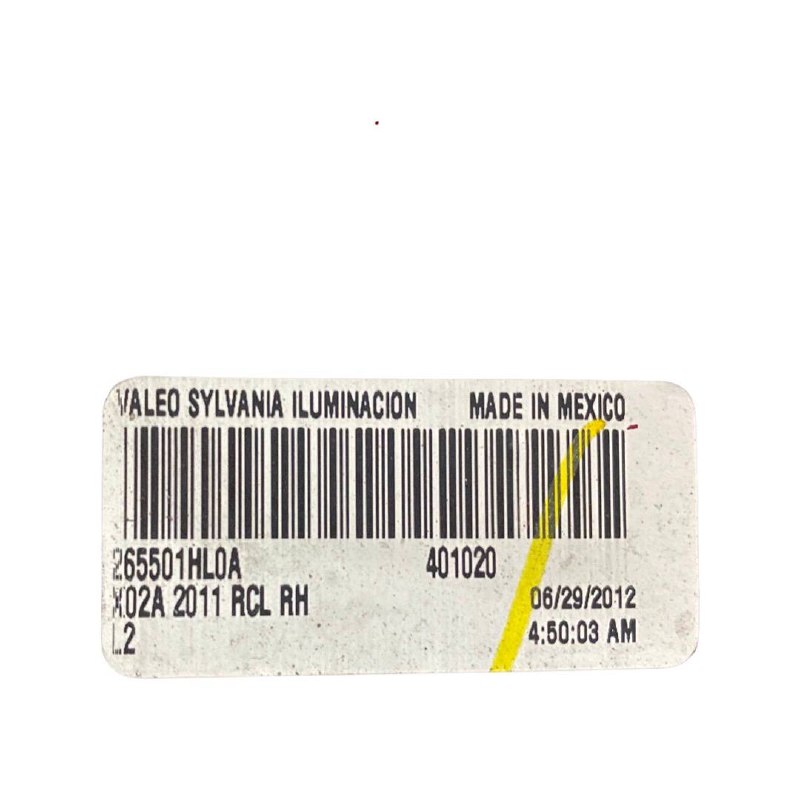 VALEO SYLVANIA ILUMINACION MADE IN MEXICO
265501HL0A 401020
X02A 2011 RCL RH 06/29/2012
L2 4:50:03 AM